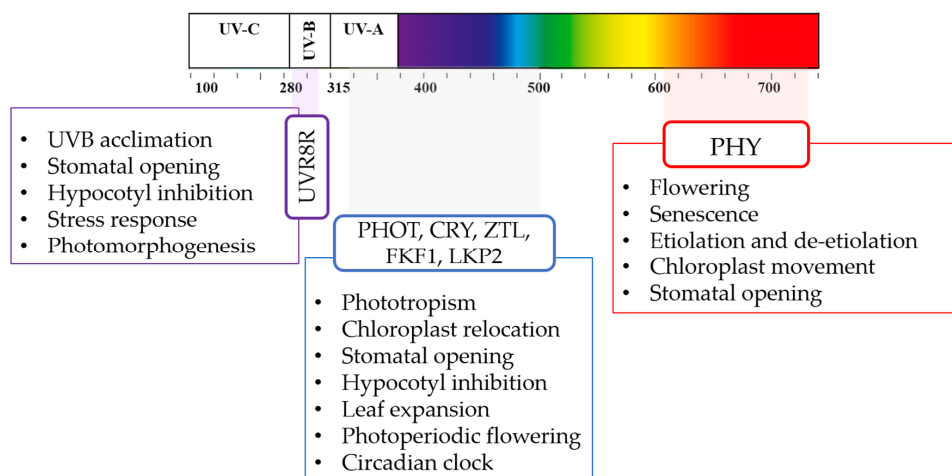 UV-C
UV-B
UV-A
100 280 315 400 500 600 700
UVR8R
• UVB acclimation
• Stomatal opening
• Hypocotyl inhibition
• Stress response
• Photomorphogenesis
PHOT, CRY, ZTL,
FKF1, LKP2
• Phototropism
• Chloroplast relocation
• Stomatal opening
• Hypocotyl inhibition
• Leaf expansion
• Photoperiodic flowering
• Circadian clock
PHY
• Flowering
• Senescence
• Etiolation and de-etiolation
• Chloroplast movement
• Stomatal opening